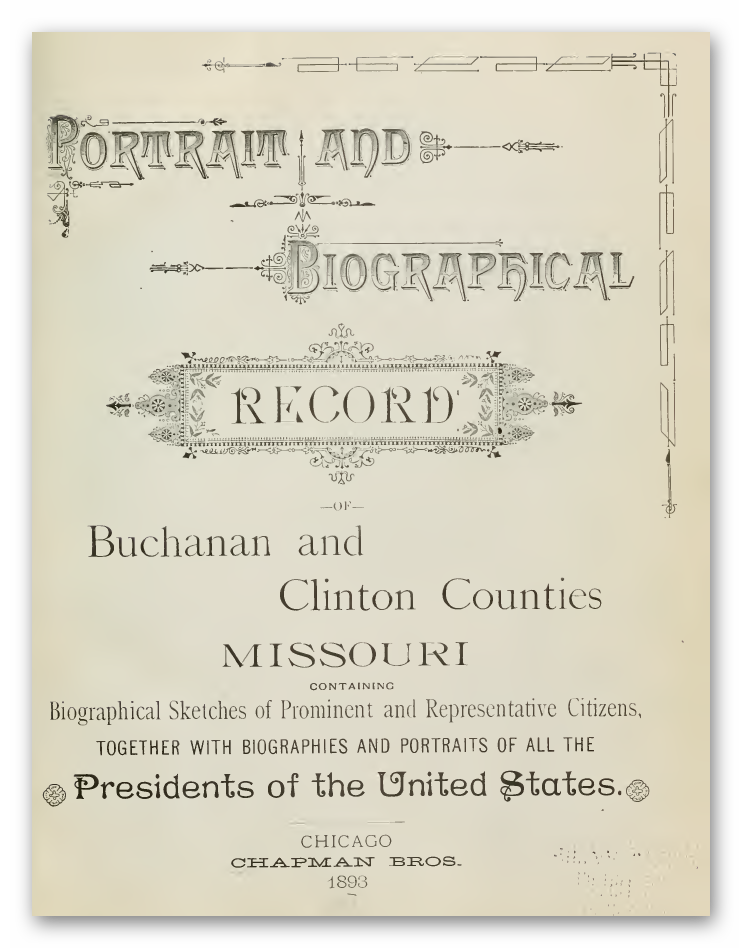 PORTRAIT AND
BIOGRAPHICAL
RECORD
—OF—
Buchanan and
Clinton Counties
MISSOURI
CONTAINING
Biographical Sketches of Prominent and Representative Citizens,
TOGETHER WITH BIOGRAPHIES AND PORTRAITS OF ALL THE
Presidents of the United States.
CHICAGO
CHAPMAN BROS.
1893